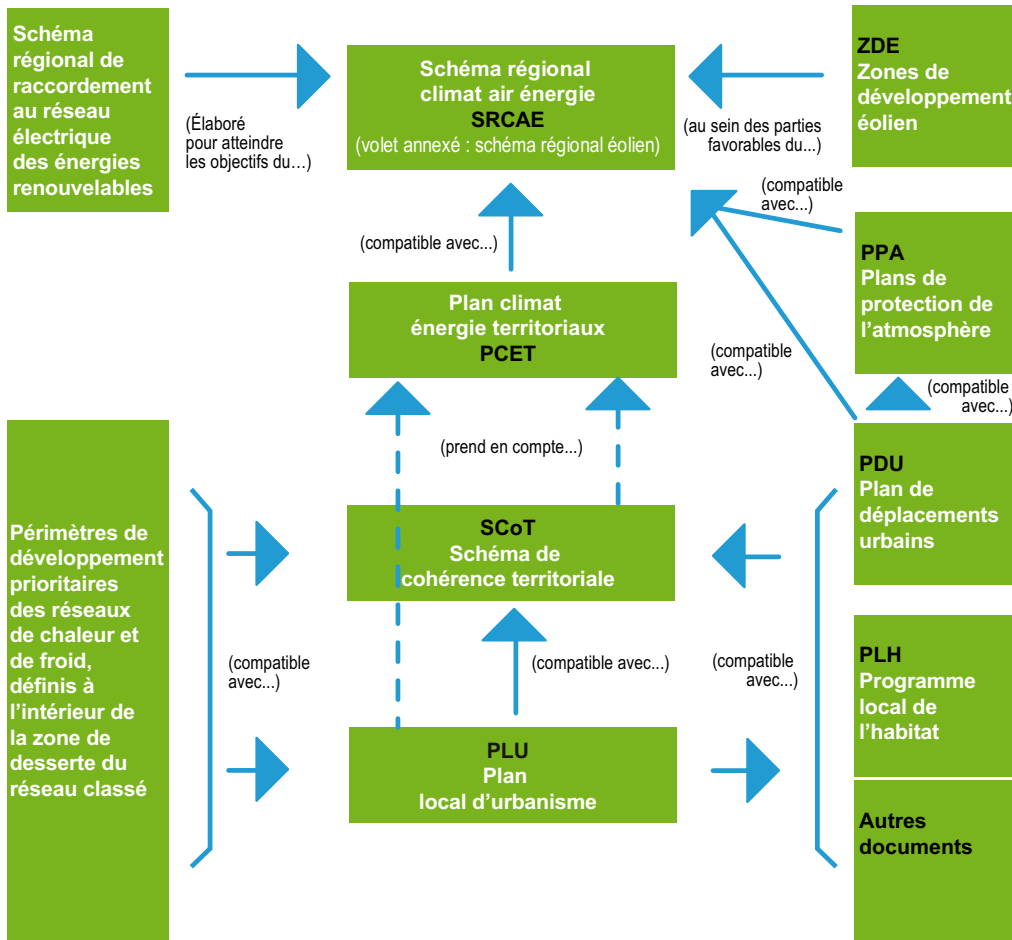 Schéma
régional de
raccordement
au réseau
électrique
des énergies
renouvelables
(Élaboré
pour atteindre
les objectifs du...)
Schéma régional
climat air énergie
SRCAE
(volet annexé : schéma régional éolien)
(au sein des parties
favorables du...)
ZDE
Zones de
développement
éolien
(compatible
avec...)
(compatible avec...)
PPA
Plans de
protection de
l’atmosphère
Plan climat
énergie territoriaux
PCET
(compatible
avec...)
(compatible
avec...)
(prend en compte...)
PDU
Plan de
déplacements
urbains
SCoT
Schéma de
cohérence territoriale
Périmètres de
développement
prioritaires
des réseaux
de chaleur et
de froid,
définis à
l’intérieur de
la zone de
desserte du
réseau classé
(compatible
avec...)
(compatible avec...)
(compatible
avec...)
PLH
Programme
local de
l’habitat
PLU
Plan
local d’urbanisme
Autres
documents